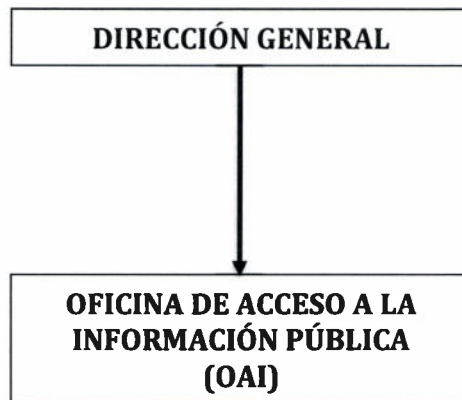 DIRECCIÓN GENERAL
OFICINA DE ACCESO A LA
INFORMACIÓN PÚBLICA
(OAI)